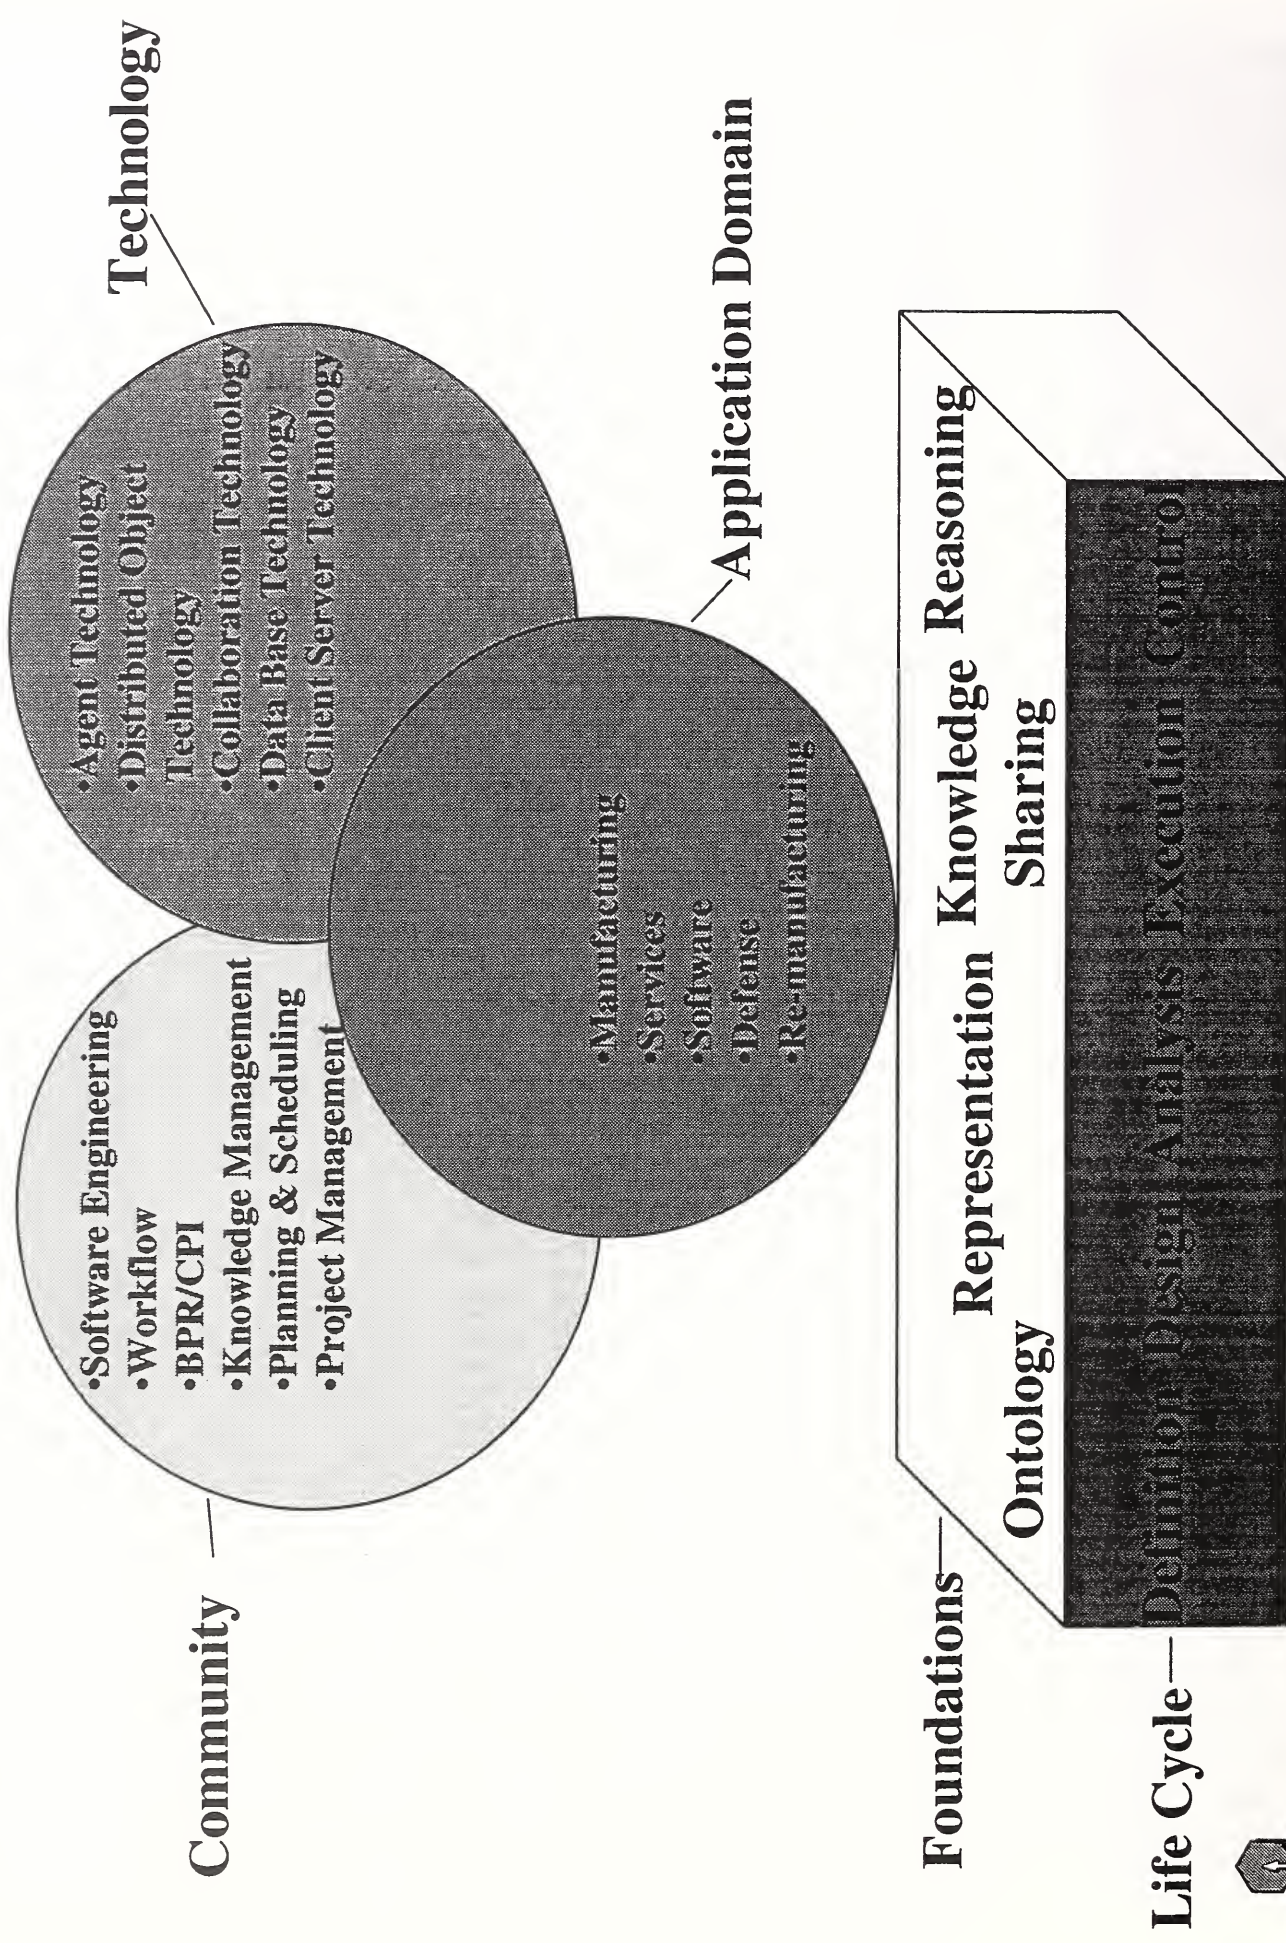 Technology
•Agent Technology
•Distributed Object
Technology
•Collaboration Technology
•Data Base Technology
•Client Server Technology
Community
•Software Engineering
•Workflow
•BPR/CPI
•Knowledge Management
•Planning & Scheduling
•Project Management
Application Domain
•Manufacturing
•Services
•Software
•Defense
•Re-manufacturing
Foundations
Representation Knowledge Reasoning
Ontology Sharing
Life Cycle
Definition Design Analysis Execution Control